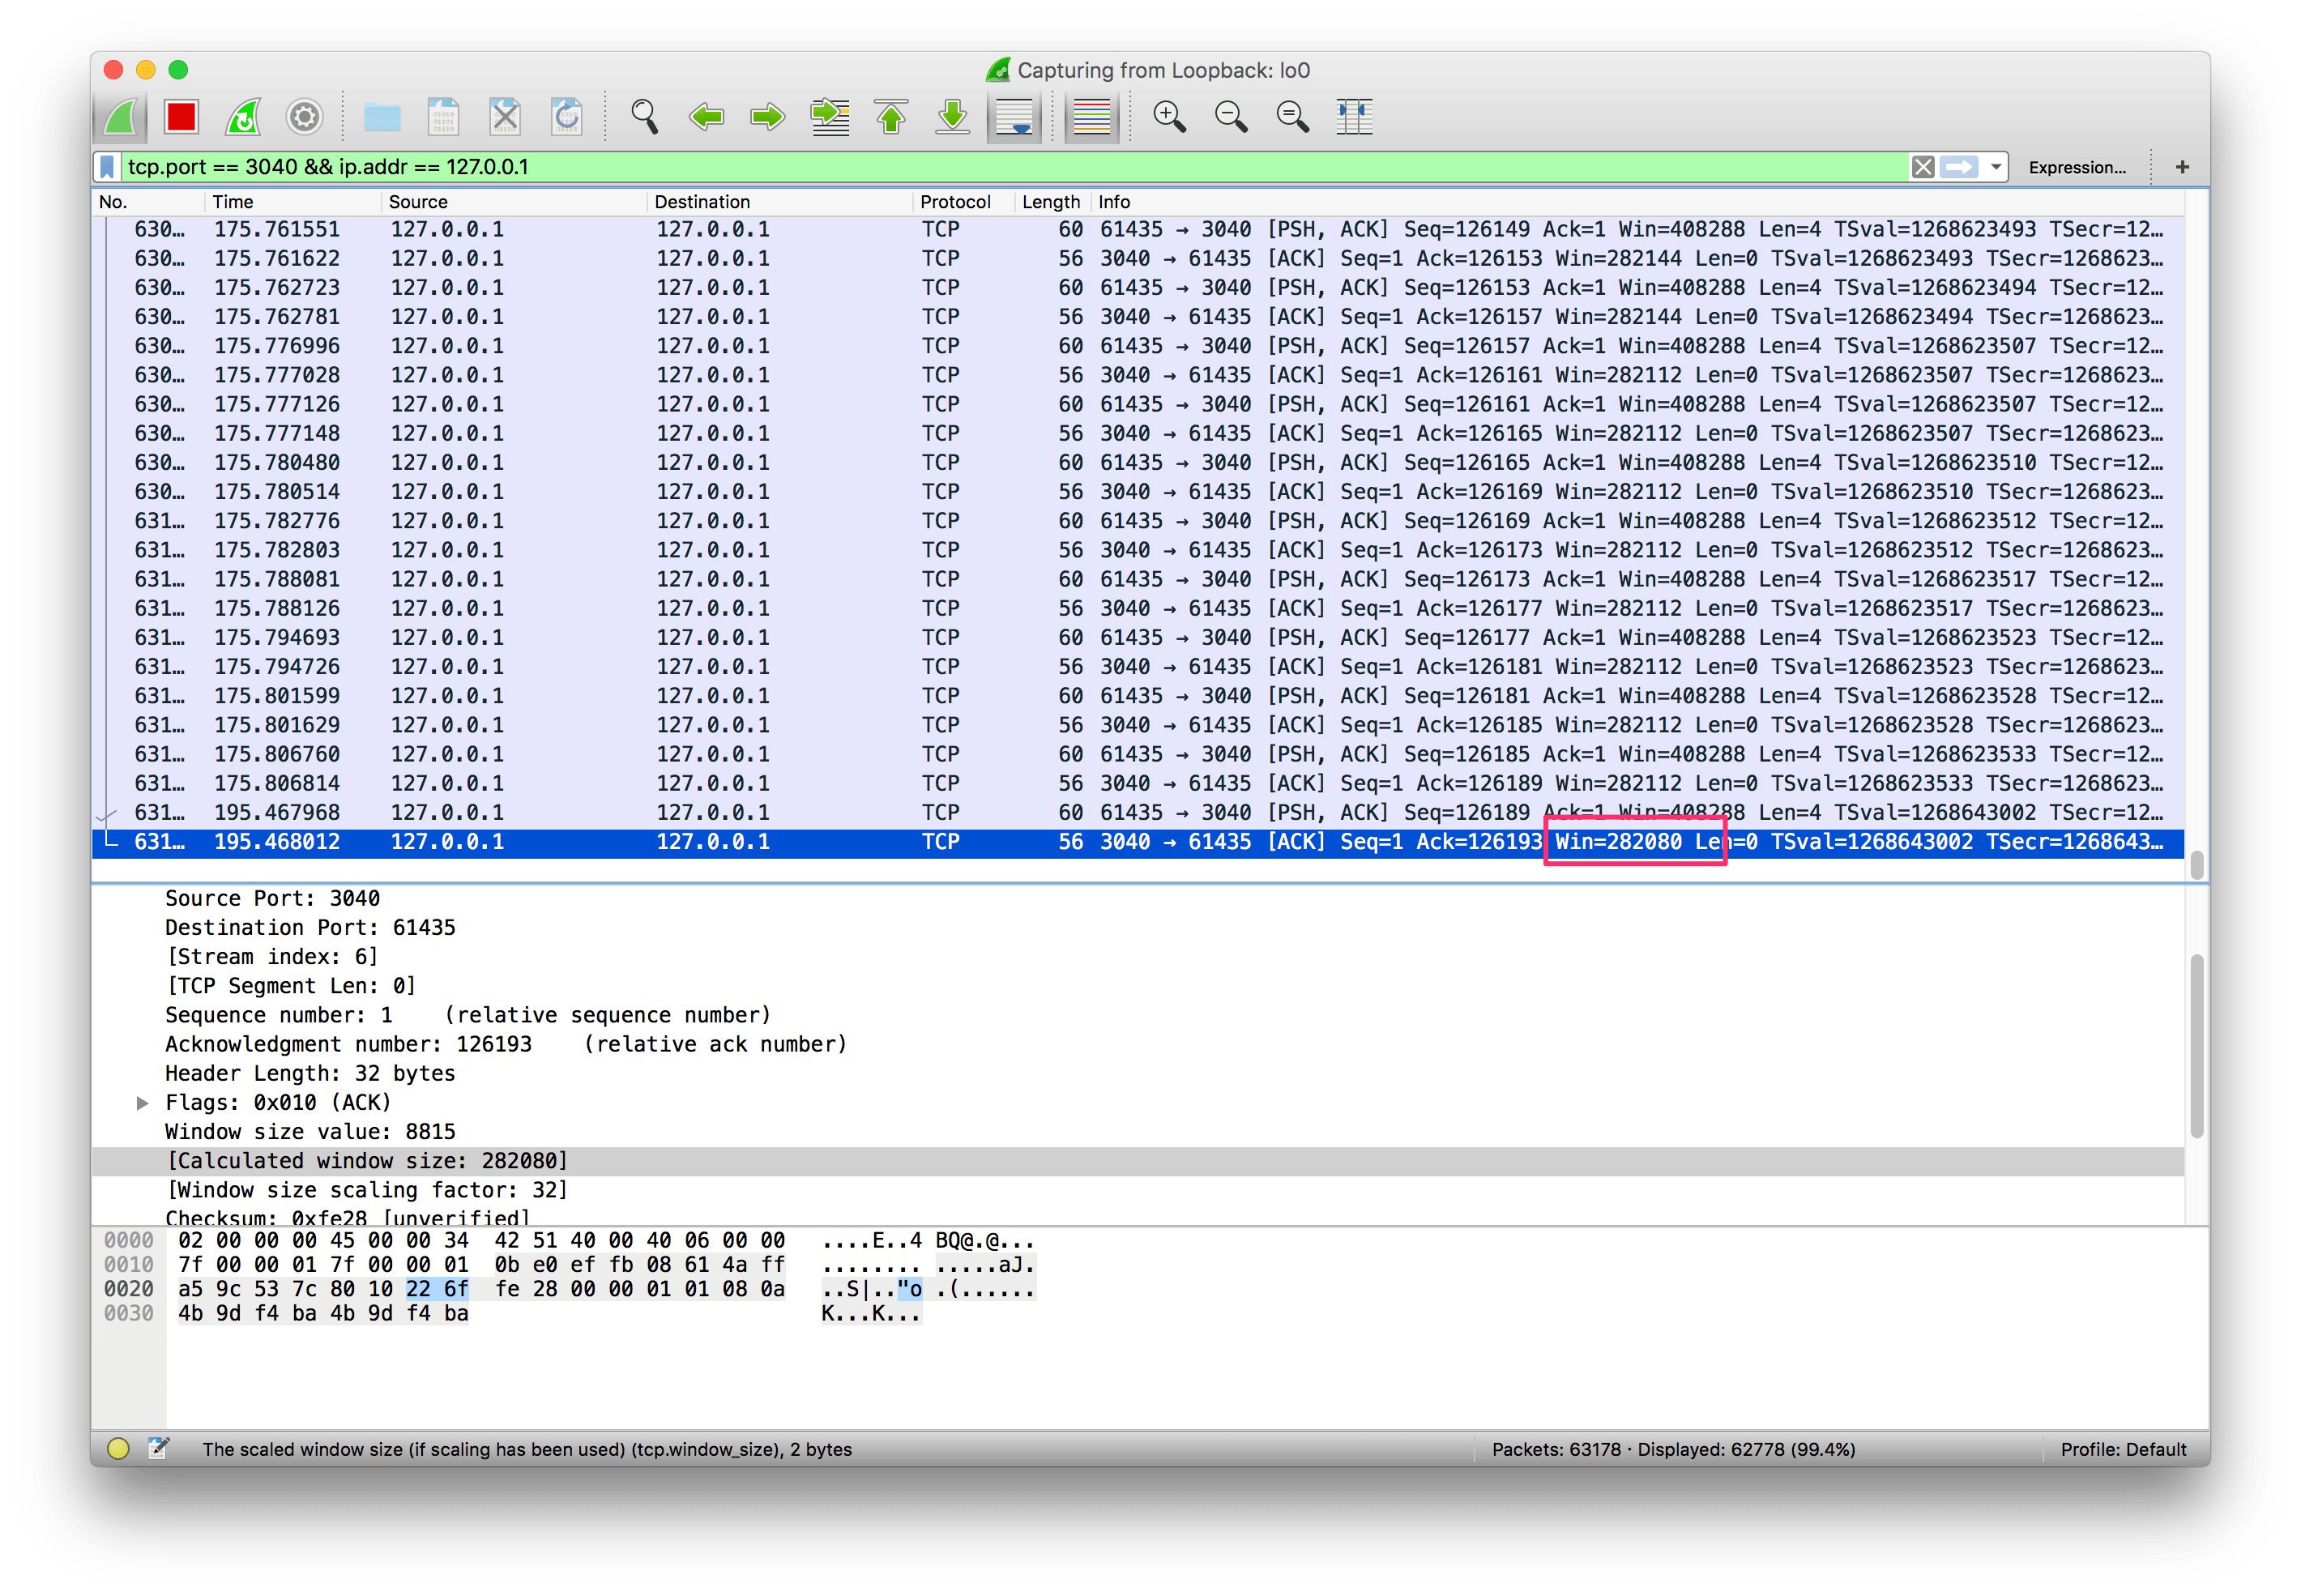 Capturing from Loopback: lo0
tcp.port == 3040 && ip.addr == 127.0.0.1 Expression… +
No. Time Source Destination Protocol Length Info
630… 175.761551 127.0.0.1 127.0.0.1 TCP 60 61435 → 3040 [PSH, ACK] Seq=126149 Ack=1 Win=408288 Len=4 TSval=1268623493 TSecr=12…
630… 175.761622 127.0.0.1 127.0.0.1 TCP 56 3040 → 61435 [ACK] Seq=1 Ack=126153 Win=282144 Len=0 TSval=1268623493 TSecr=1268623…
630… 175.762723 127.0.0.1 127.0.0.1 TCP 60 61435 → 3040 [PSH, ACK] Seq=126153 Ack=1 Win=408288 Len=4 TSval=1268623494 TSecr=12…
630… 175.762781 127.0.0.1 127.0.0.1 TCP 56 3040 → 61435 [ACK] Seq=1 Ack=126157 Win=282144 Len=0 TSval=1268623494 TSecr=1268623…
630… 175.776996 127.0.0.1 127.0.0.1 TCP 60 61435 → 3040 [PSH, ACK] Seq=126157 Ack=1 Win=408288 Len=4 TSval=1268623507 TSecr=12…
630… 175.777028 127.0.0.1 127.0.0.1 TCP 56 3040 → 61435 [ACK] Seq=1 Ack=126161 Win=282112 Len=0 TSval=1268623507 TSecr=1268623…
630… 175.777126 127.0.0.1 127.0.0.1 TCP 60 61435 → 3040 [PSH, ACK] Seq=126161 Ack=1 Win=408288 Len=4 TSval=1268623507 TSecr=12…
630… 175.777148 127.0.0.1 127.0.0.1 TCP 56 3040 → 61435 [ACK] Seq=1 Ack=126165 Win=282112 Len=0 TSval=1268623507 TSecr=1268623…
630… 175.780480 127.0.0.1 127.0.0.1 TCP 60 61435 → 3040 [PSH, ACK] Seq=126165 Ack=1 Win=408288 Len=4 TSval=1268623510 TSecr=12…
630… 175.780514 127.0.0.1 127.0.0.1 TCP 56 3040 → 61435 [ACK] Seq=1 Ack=126169 Win=282112 Len=0 TSval=1268623510 TSecr=1268623…
631… 175.782776 127.0.0.1 127.0.0.1 TCP 60 61435 → 3040 [PSH, ACK] Seq=126169 Ack=1 Win=408288 Len=4 TSval=1268623512 TSecr=12…
631… 175.782803 127.0.0.1 127.0.0.1 TCP 56 3040 → 61435 [ACK] Seq=1 Ack=126173 Win=282112 Len=0 TSval=1268623512 TSecr=1268623…
631… 175.788081 127.0.0.1 127.0.0.1 TCP 60 61435 → 3040 [PSH, ACK] Seq=126173 Ack=1 Win=408288 Len=4 TSval=1268623517 TSecr=12…
631… 175.788126 127.0.0.1 127.0.0.1 TCP 56 3040 → 61435 [ACK] Seq=1 Ack=126177 Win=282112 Len=0 TSval=1268623517 TSecr=1268623…
631… 175.794693 127.0.0.1 127.0.0.1 TCP 60 61435 → 3040 [PSH, ACK] Seq=126177 Ack=1 Win=408288 Len=4 TSval=1268623523 TSecr=12…
631… 175.794726 127.0.0.1 127.0.0.1 TCP 56 3040 → 61435 [ACK] Seq=1 Ack=126181 Win=282112 Len=0 TSval=1268623523 TSecr=1268623…
631… 175.801599 127.0.0.1 127.0.0.1 TCP 60 61435 → 3040 [PSH, ACK] Seq=126181 Ack=1 Win=408288 Len=4 TSval=1268623528 TSecr=12…
631… 175.801629 127.0.0.1 127.0.0.1 TCP 56 3040 → 61435 [ACK] Seq=1 Ack=126185 Win=282112 Len=0 TSval=1268623528 TSecr=1268623…
631… 175.806760 127.0.0.1 127.0.0.1 TCP 60 61435 → 3040 [PSH, ACK] Seq=126185 Ack=1 Win=408288 Len=4 TSval=1268623533 TSecr=12…
631… 175.806814 127.0.0.1 127.0.0.1 TCP 56 3040 → 61435 [ACK] Seq=1 Ack=126189 Win=282112 Len=0 TSval=1268623533 TSecr=1268623…
631… 195.467968 127.0.0.1 127.0.0.1 TCP 60 61435 → 3040 [PSH, ACK] Seq=126189 Ack=1 Win=408288 Len=4 TSval=1268643002 TSecr=12…
631… 195.468012 127.0.0.1 127.0.0.1 TCP 56 3040 → 61435 [ACK] Seq=1 Ack=126193 Win=282080 Len=0 TSval=1268643002 TSecr=1268643…
Source Port: 3040
Destination Port: 61435
[Stream index: 6]
[TCP Segment Len: 0]
Sequence number: 1 (relative sequence number)
Acknowledgment number: 126193 (relative ack number)
Header Length: 32 bytes
Flags: 0x010 (ACK)
Window size value: 8815
[Calculated window size: 282080]
[Window size scaling factor: 32]
Checksum: 0xfe28 [unverified]
0000 02 00 00 00 45 00 00 34 42 51 40 00 40 06 00 00 ....E..4 BQ@.@...
0010 7f 00 00 01 7f 00 00 01 0b e0 ef fb 08 61 4a ff ........ .....aJ.
0020 a5 9c 53 7c 80 10 22 6f fe 28 00 00 01 01 08 0a ..S|.."o .(......
0030 4b 9d f4 ba 4b 9d f4 ba K...K...
The scaled window size (if scaling has been used) (tcp.window_size), 2 bytes Packets: 63178 · Displayed: 62778 (99.4%) Profile: Default